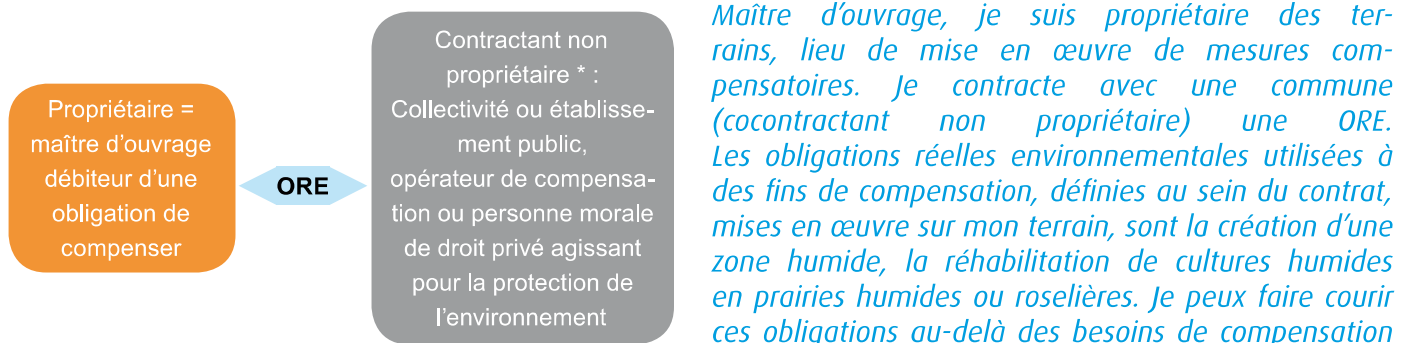 Propriétaire =
maître d'ouvrage
débiteur d'une
obligation de
compenser
ORE
Contractant non
propriétaire * :
Collectivité ou établisse-
ment public,
opérateur de compensa-
tion ou personne morale
de droit privé agissant
pour la protection de
l'environnement
Maître d'ouvrage, je suis propriétaire des ter-
rains, lieu de mise en œuvre de mesures com-
pensatoires. Je contracte avec une commune
(cocontractant non propriétaire) une ORE.
Les obligations réelles environnementales utilisées à
des fins de compensation, définies au sein du contrat,
mises en œuvre sur mon terrain, sont la création d'une
zone humide, la réhabilitation de cultures humides
en prairies humides ou roselières. Je peux faire courir
ces obligations au-delà des besoins de compensation